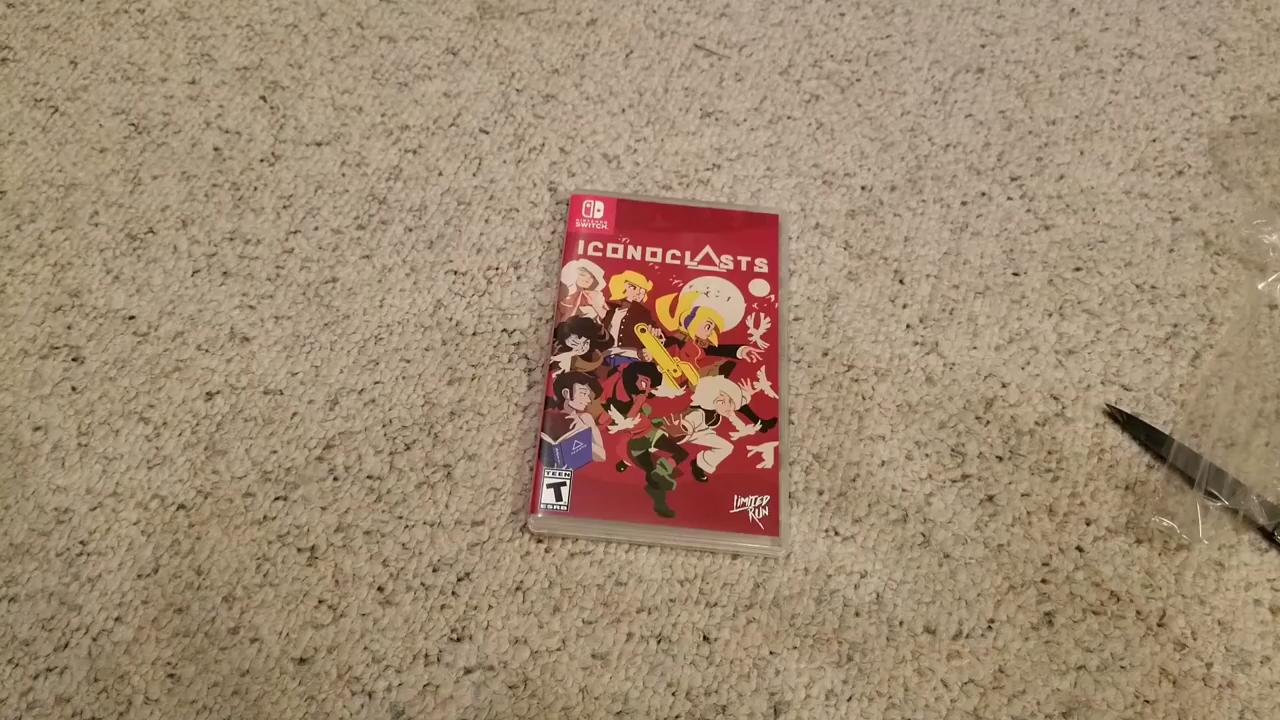 NINTENDO
SWITCH
ICONOCLASTS
TEEN
T
ESRB
LIMITED
RUN